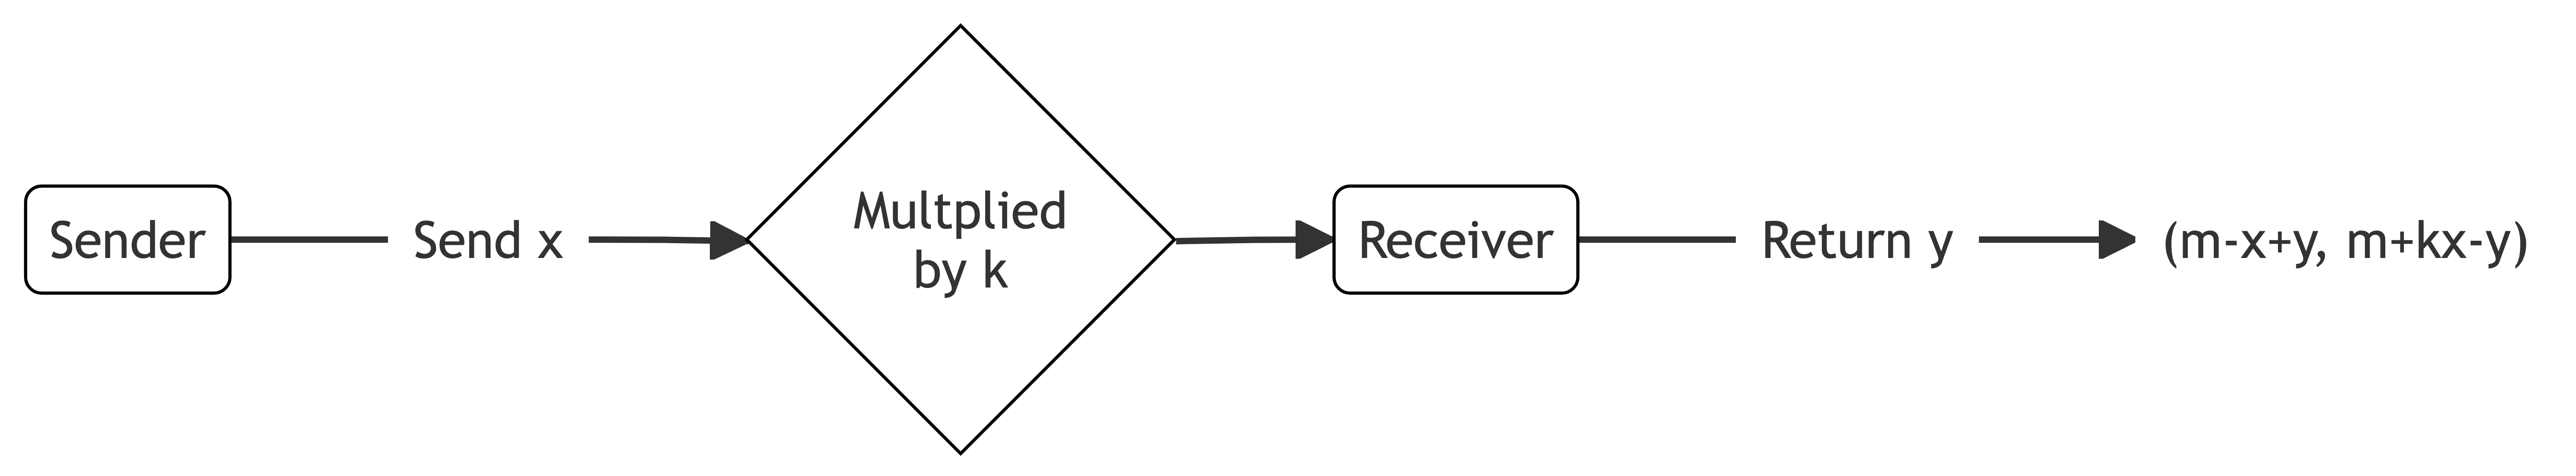 Sender
Send x
Multplied
by k
Receiver
Return y
(m-x+y, m+kx-y)